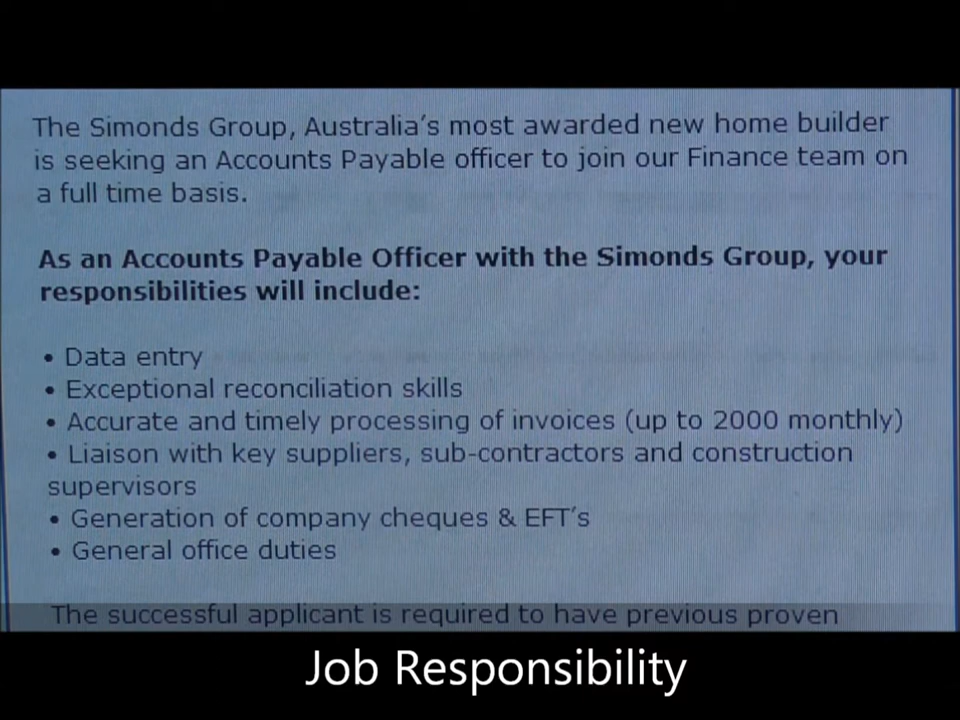 The Simonds Group, Australia's most awarded new home builder
is seeking an Accounts Payable officer to join our Finance team on
a full time basis.
As an Accounts Payable Officer with the Simonds Group, your
responsibilities will include:
• Data entry
• Exceptional reconciliation skills
• Accurate and timely processing of invoices (up to 2000 monthly)
• Liaison with key suppliers, sub-contractors and construction
supervisors
• Generation of company cheques & EFT's
• General office duties
The successful applicant is required to have previous proven
Job Responsibility